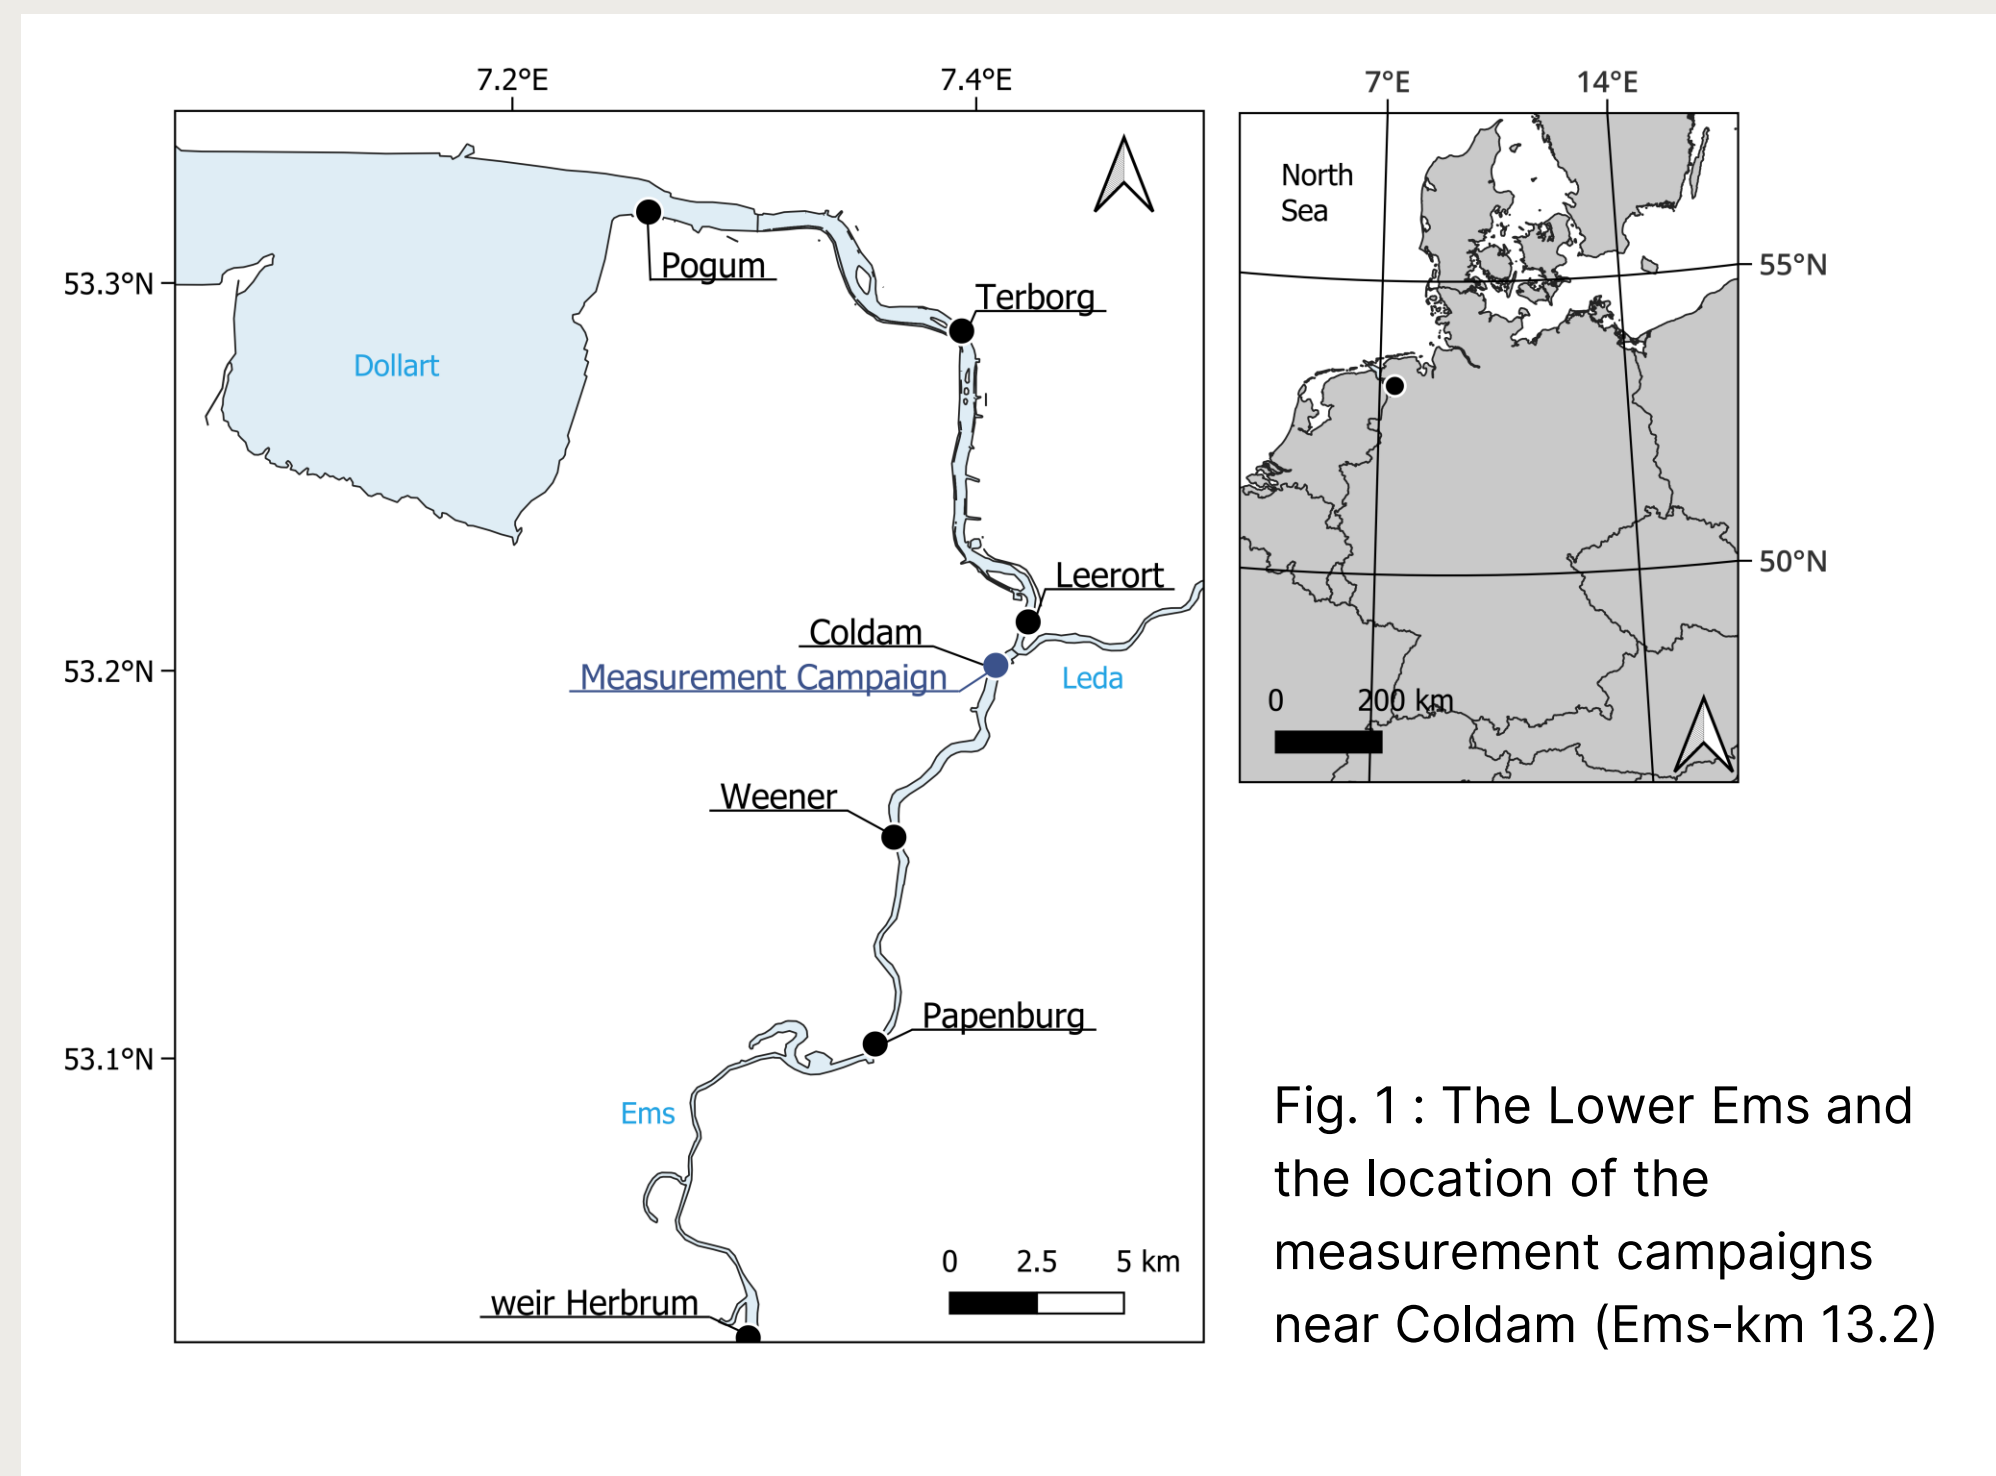 7.2°E
7.4°E
53.3°N
53.2°N
53.1°N
Pogum
Terborg
Dollart
Leerort
Coldam
Measurement Campaign
Leda
Weener
Papenburg
Ems
weir Herbrum
0 2.5 5 km
7°E
14°E
North
Sea
55°N
50°N
0 200 km
Fig. 1 : The Lower Ems and
the location of the
measurement campaigns
near Coldam (Ems-km 13.2)